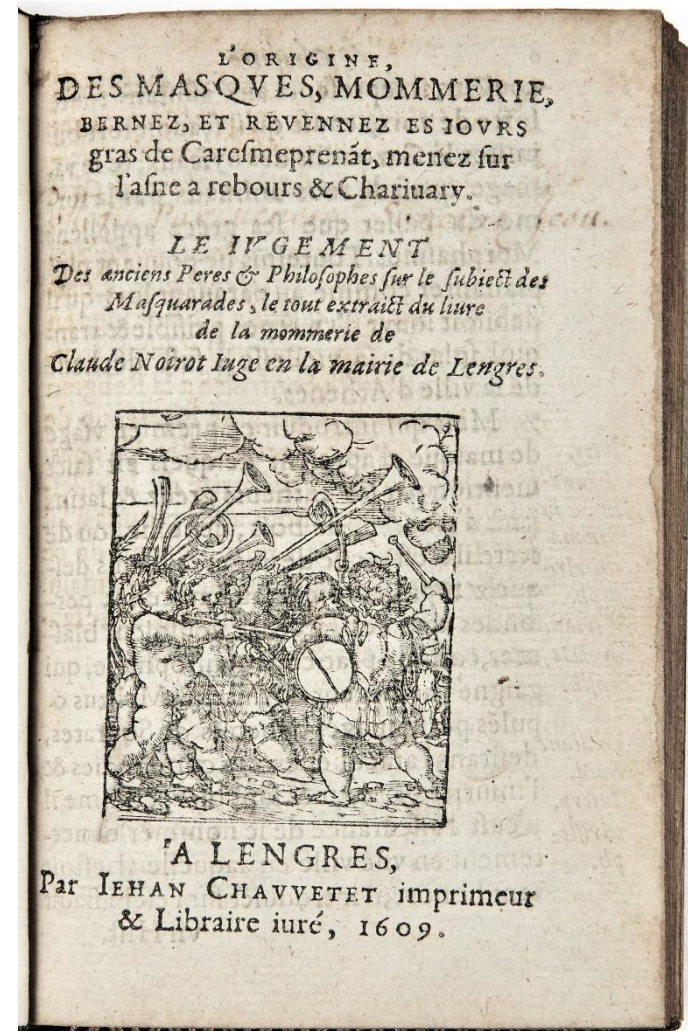 L'ORIGINE,
DES MASQVES, MOMMERIE,
BERNEZ, ET REVENNEZ ES IOVRS
gras de Caresmeprenãt, menez sur
l'asne a rebours & Chariuary.
LE IVGEMENT
Des anciens Peres & Philosophes sur le subiect des
Masquarades, le tout extraict du liure
de la mommerie de
Claude Noirot Iuge en la mairie de Lengres.
A LENGRES,
Par IEHAN CHAVVETET imprimeur
& Libraire iuré, 1609.